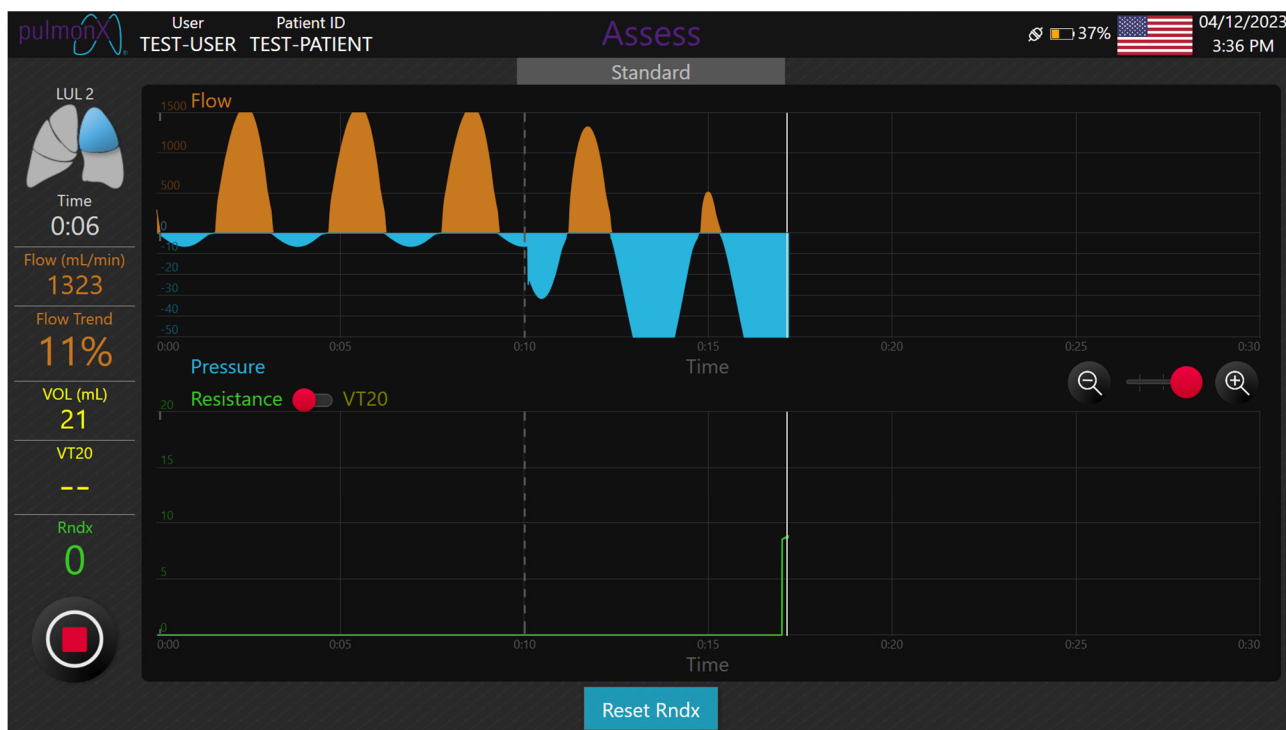 pulmonX
User
TEST-USER
Patient ID
TEST-PATIENT
Assess
37%
04/12/2023
3:36 PM
Standard
LUL 2
Time
0:06
Flow (mL/min)
1323
Flow Trend
11%
VOL (mL)
21
VT20
--
Rndx
0
1500 Flow
1000
500
0
-10
-20
-30
-40
-50
0:00 0:05 0:10 0:15 0:20 0:25 0:30
Pressure
Time
Resistance VT20
20
15
10
5
0
0:00 0:05 0:10 0:15 0:20 0:25 0:30
Time
Reset Rndx